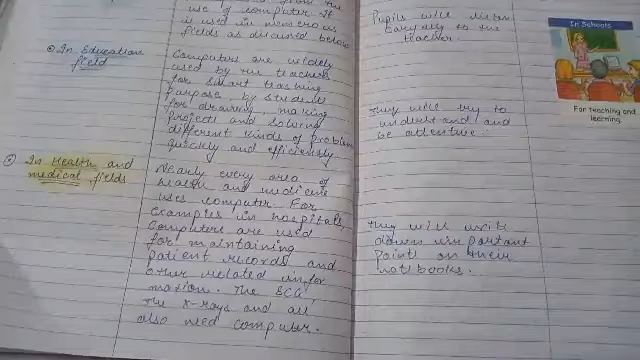 use of computer. It
is used in numerous
fields as discussed below
In Education
field
Computers are widely
used by the teachers
for smart teaching
purpose, by students
for drawing, making
projects and solving
different kinds of problem
quickly and efficiently
In Health and
medical fields
Nearly every area of
health and medicine
uses computer. For
examples in hospitals,
computers are used
for maintaining
patient records and
other related infor
mation. The ECG,
The X-rays and all
also need computer.
Pupils will listen
carefully to the
teacher.
They will try to
understand and
be attentive.
They will write
down important
point on their
notebooks.
In Schools
For teaching and
learning.